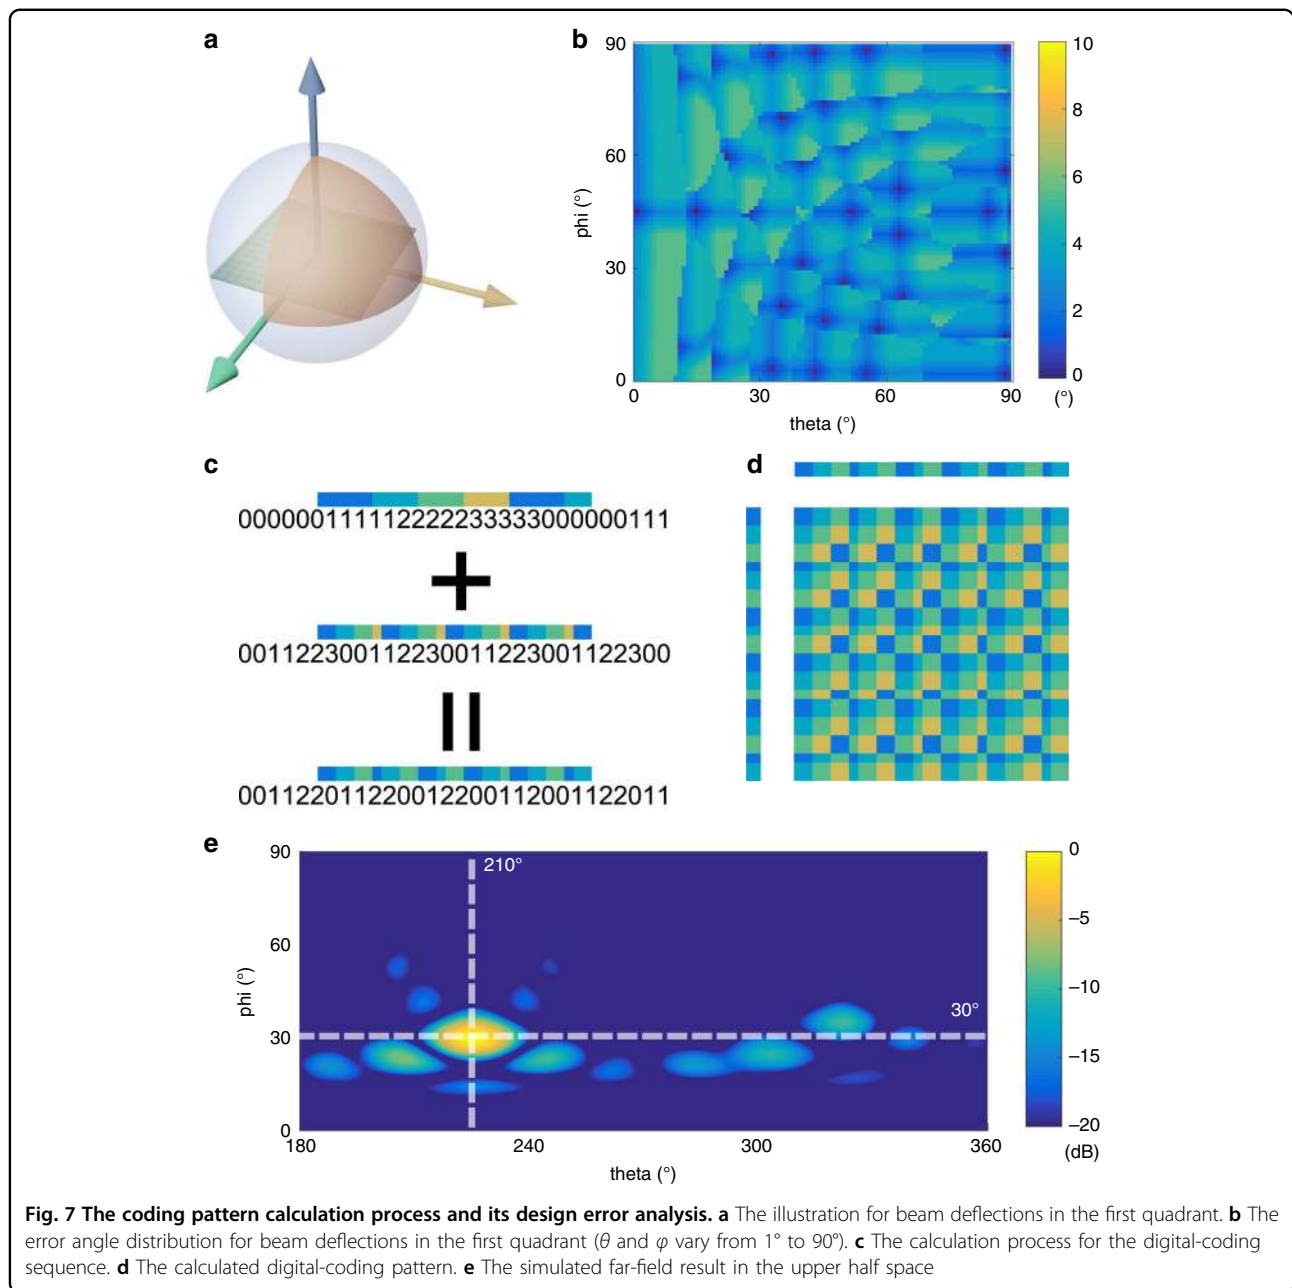 a
b
90
60
30
0
phi (°)
0
30
60
90
theta (°)
10
8
6
4
2
0
(°)
c
000000111112222233333000000111
001122300112230011223001122300
001122011220012200112001122011
d
e
90
60
30
0
phi (°)
210°
30°
180
240
300
360
theta (°)
0
−5
−10
−15
−20
(dB)
Fig. 7 The coding pattern calculation process and its design error analysis. a The illustration for beam deflections in the first quadrant. b The
error angle distribution for beam deflections in the first quadrant (θ and φ vary from 1° to 90°). c The calculation process for the digital-coding
sequence. d The calculated digital-coding pattern. e The simulated far-field result in the upper half space